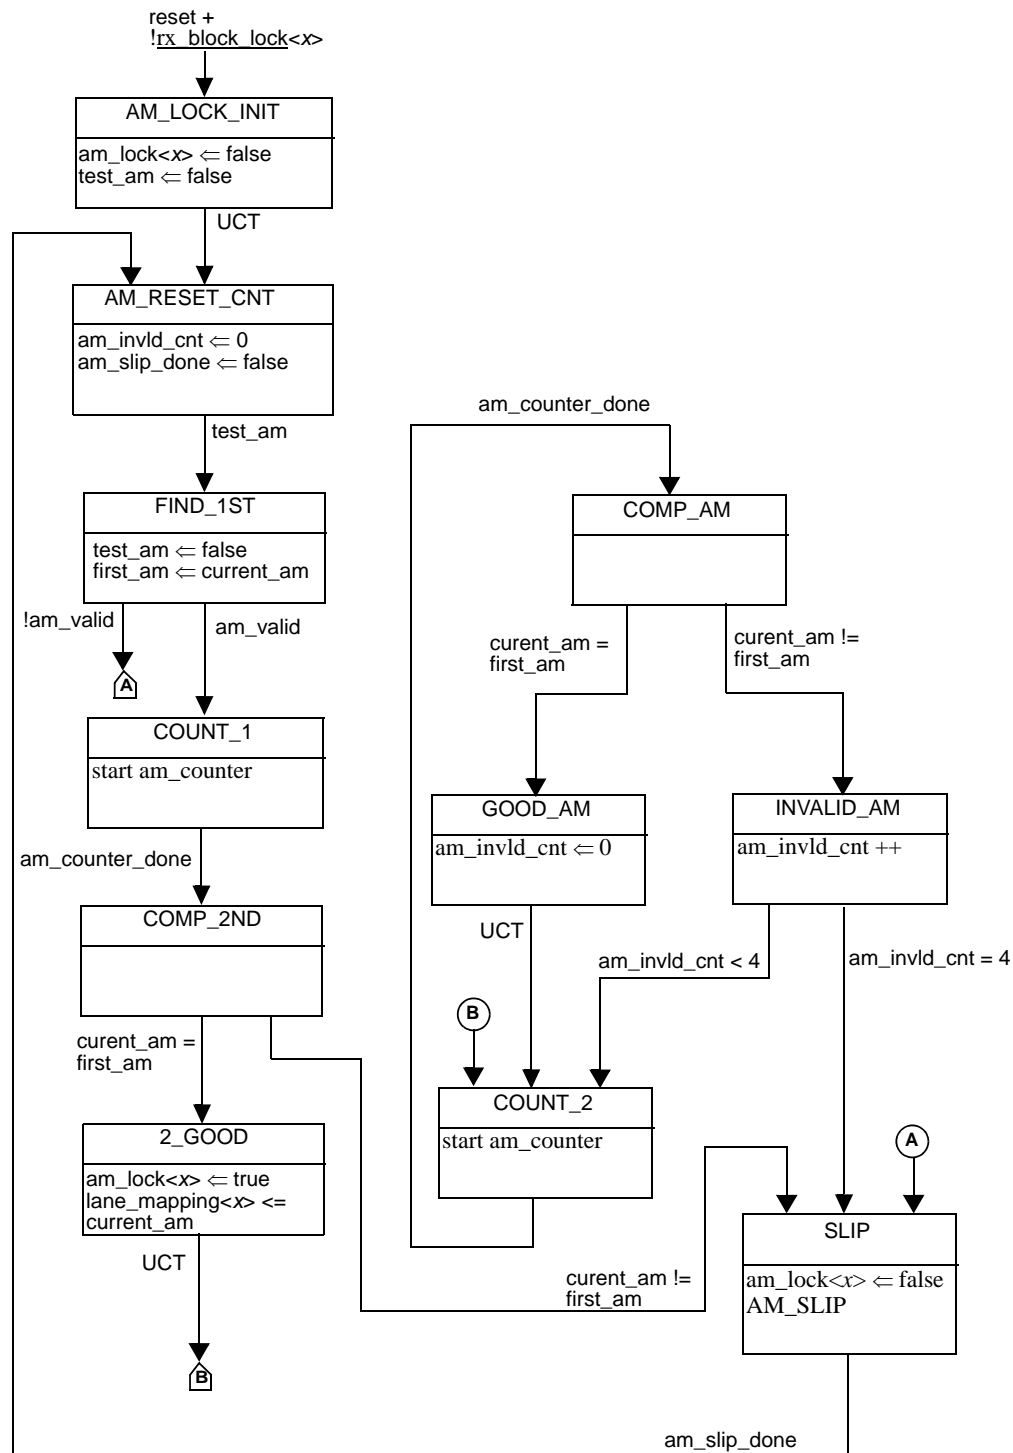 reset +
!rx_block_lock<x>
AM_LOCK_INIT
am_lock<x> ⇐ false
test_am ⇐ false
UCT
AM_RESET_CNT
am_invld_cnt ⇐ 0
am_slip_done ⇐ false
test_am
FIND_1ST
test_am ⇐ false
first_am ⇐ current_am
!am_valid
am_valid
A
COUNT_1
start am_counter
am_counter_done
COMP_2ND
curent_am =
first_am
2_GOOD
am_lock<x> ⇐ true
lane_mapping<x> <=
current_am
UCT
B
am_counter_done
COMP_AM
curent_am =
first_am
curent_am !=
first_am
GOOD_AM
am_invld_cnt ⇐ 0
INVALID_AM
am_invld_cnt ++
UCT
am_invld_cnt < 4
am_invld_cnt = 4
B
COUNT_2
start am_counter
A
curent_am !=
first_am
SLIP
am_lock<x> ⇐ false
AM_SLIP
am_slip_done